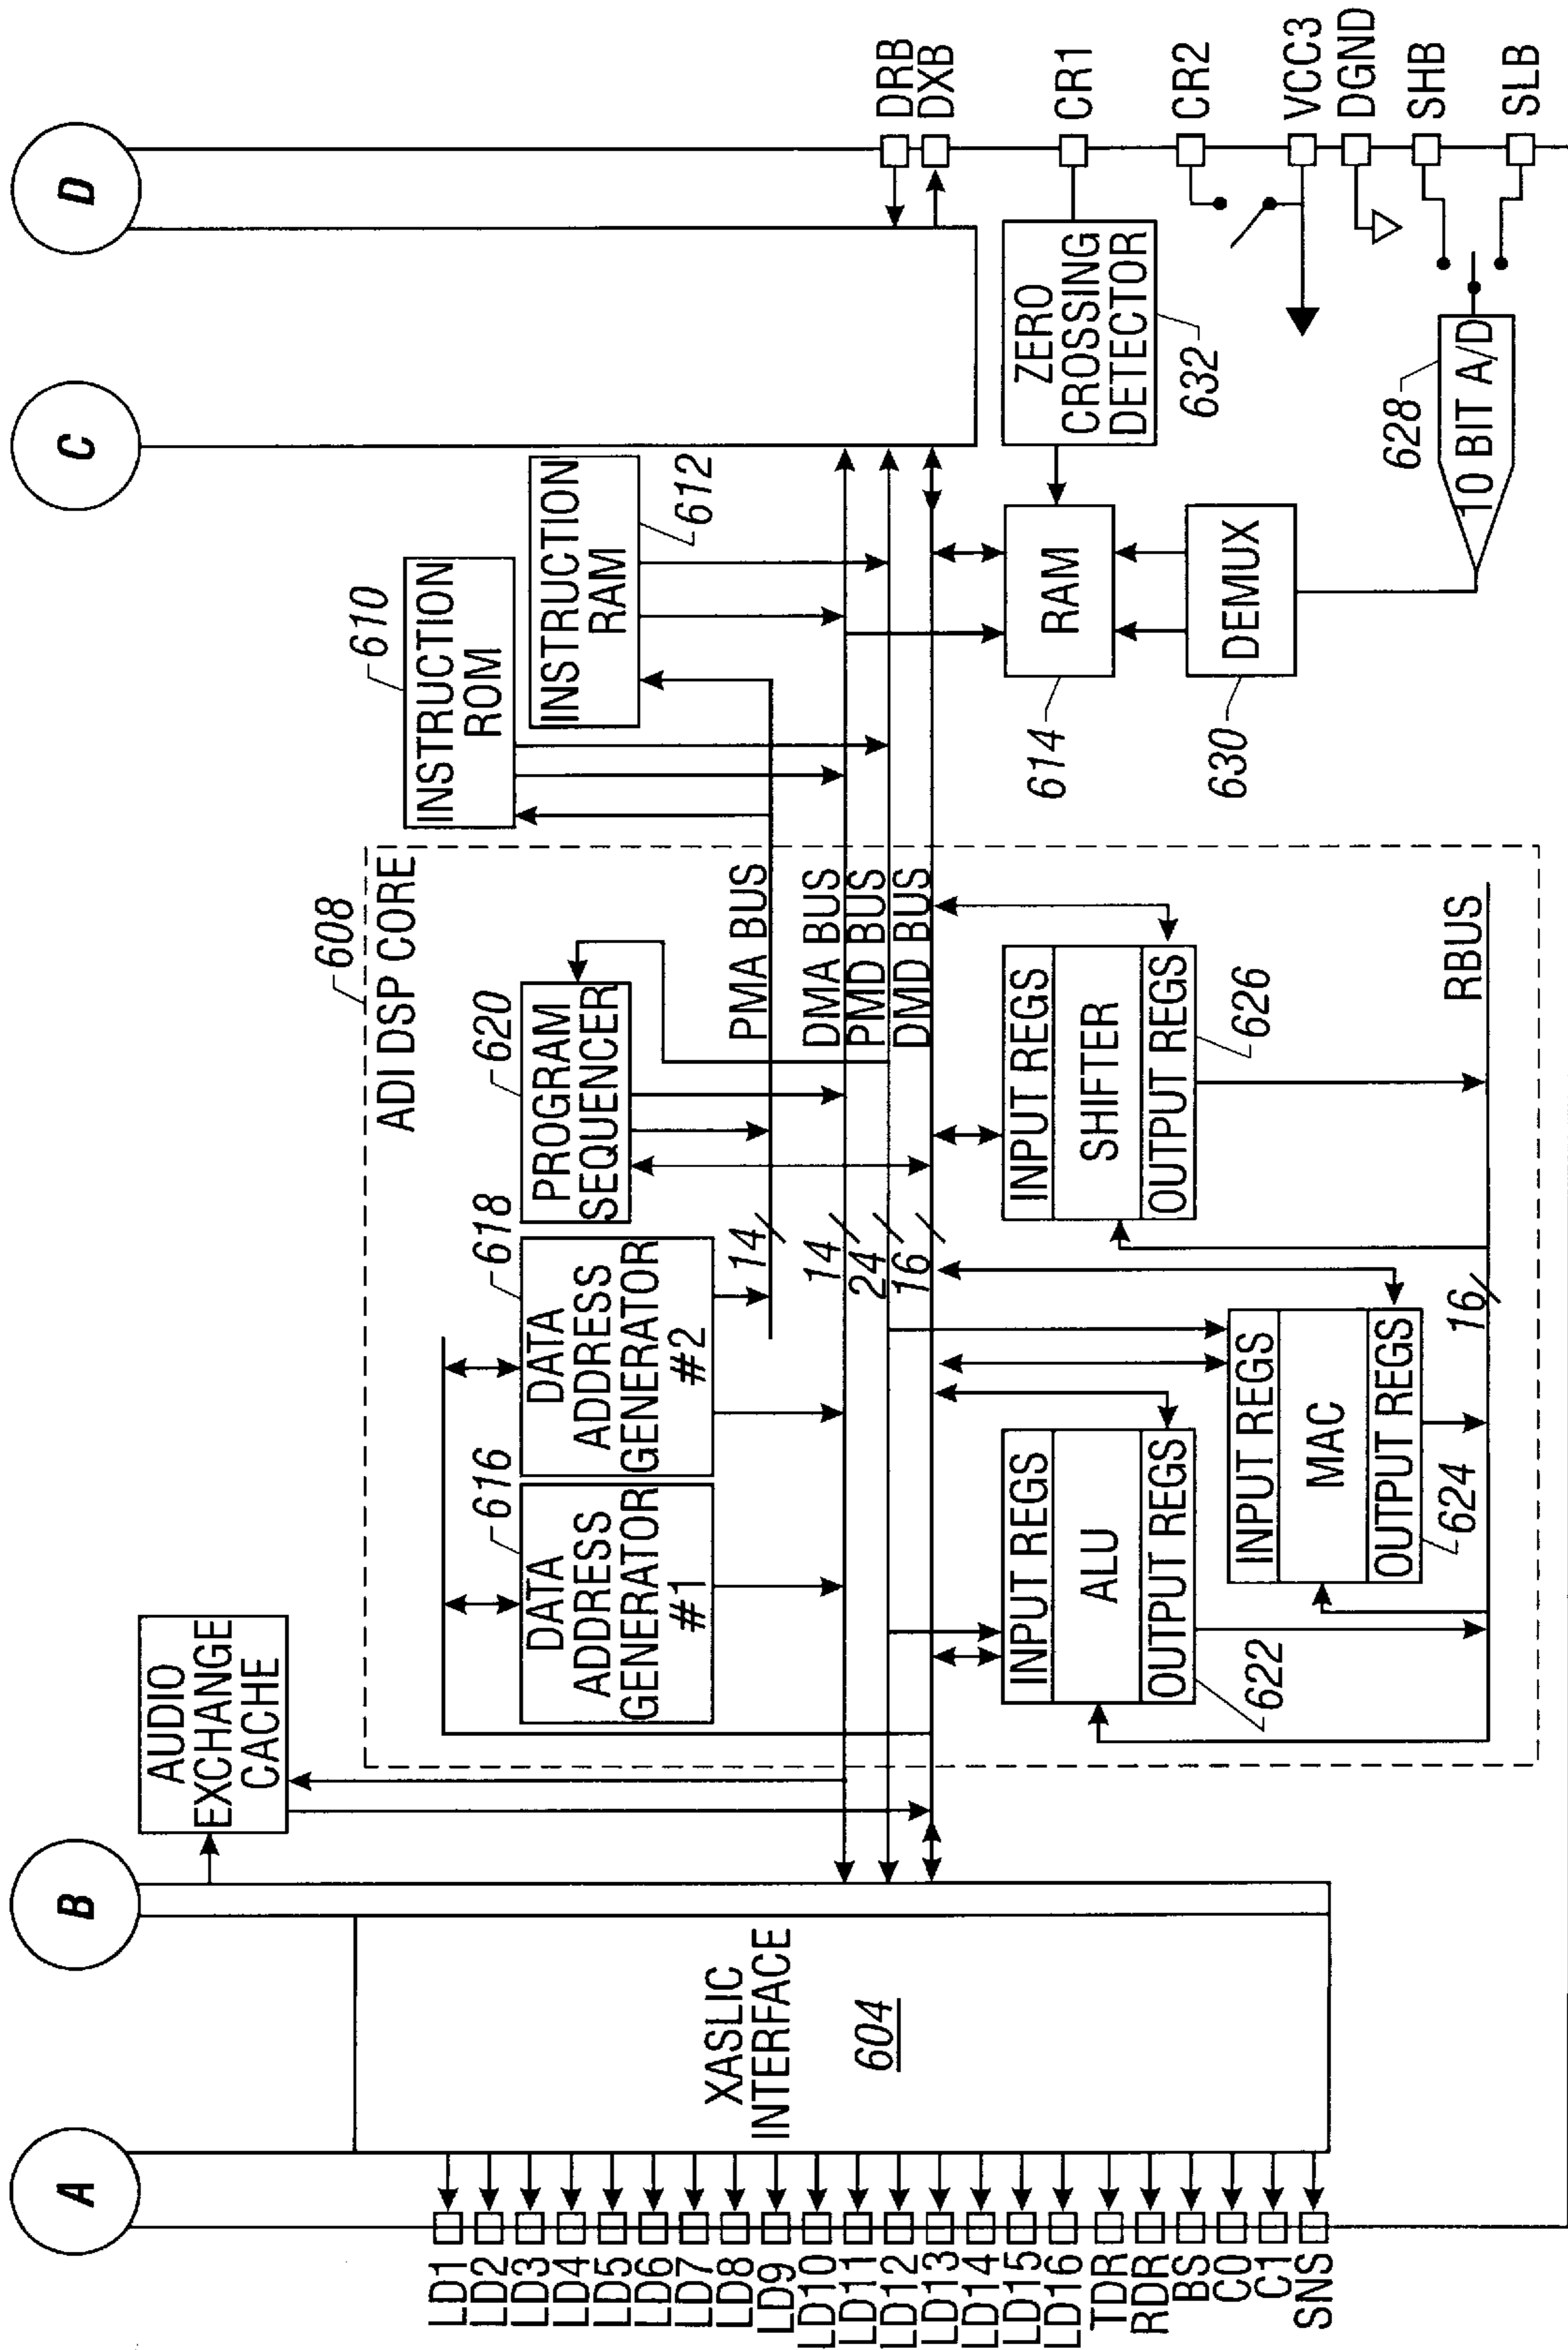 A
B
C
D
AUDIO
EXCHANGE
CACHE
XASLIC
INTERFACE
604
LD1
LD2
LD3
LD4
LD5
LD6
LD7
LD8
LD9
LD10
LD11
LD12
LD13
LD14
LD15
LD16
TDR
RDR
BS
C0
C1
SNS
608
ADI DSP CORE
616
DATA
ADDRESS
GENERATOR
#1
618
DATA
ADDRESS
GENERATOR
#2
620
PROGRAM
SEQUENCER
PMA BUS
DMA BUS
PMD BUS
DMD BUS
14
14
24
16
INPUT REGS
ALU
OUTPUT REGS
622
INPUT REGS
MAC
OUTPUT REGS
624
INPUT REGS
SHIFTER
OUTPUT REGS
626
16
RBUS
610
INSTRUCTION
ROM
INSTRUCTION
RAM
612
RAM
614
DEMUX
630
ZERO
CROSSING
DETECTOR
632
10 BIT A/D
628
DRB
DXB
CR1
CR2
VCC3
DGND
SHB
SLB